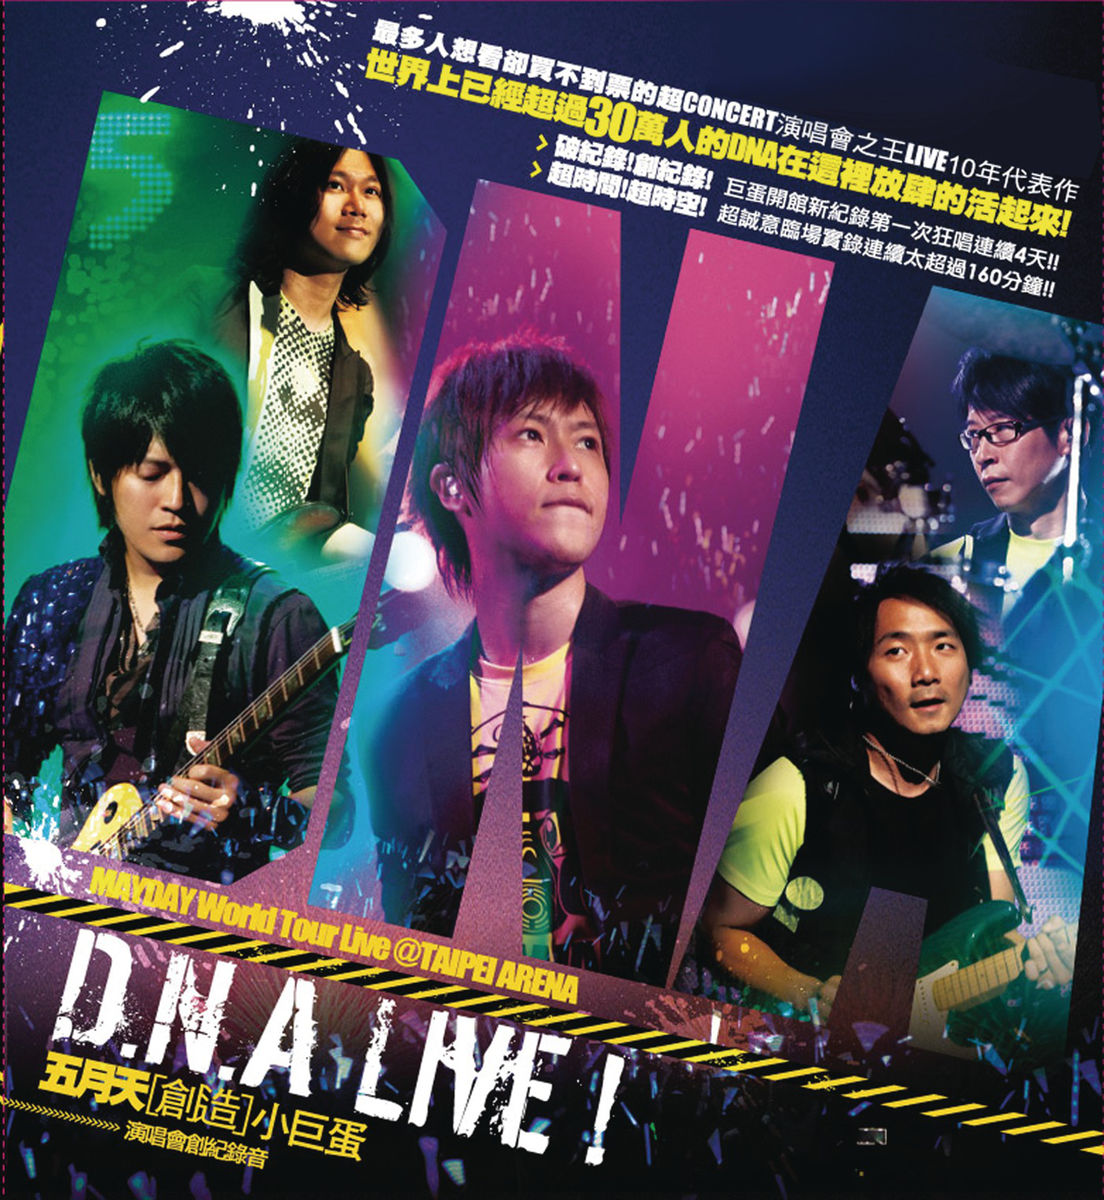 最多人想看卻買不到票的超CONCERT演唱會之王LIVE10年代表作
世界上已經超過30萬人的DNA在這裡放肆的活起來!
> 破紀錄!創紀錄! 巨蛋開館新紀錄第一次狂唱連續4天!!
> 超時間!超時空! 超誠意臨場實錄連續太超過160分鐘!!
DNA
MAYDAY World Tour Live @TAIPEI ARENA
D.N.A LIVE !
五月天[創造]小巨蛋
演唱會創紀錄音